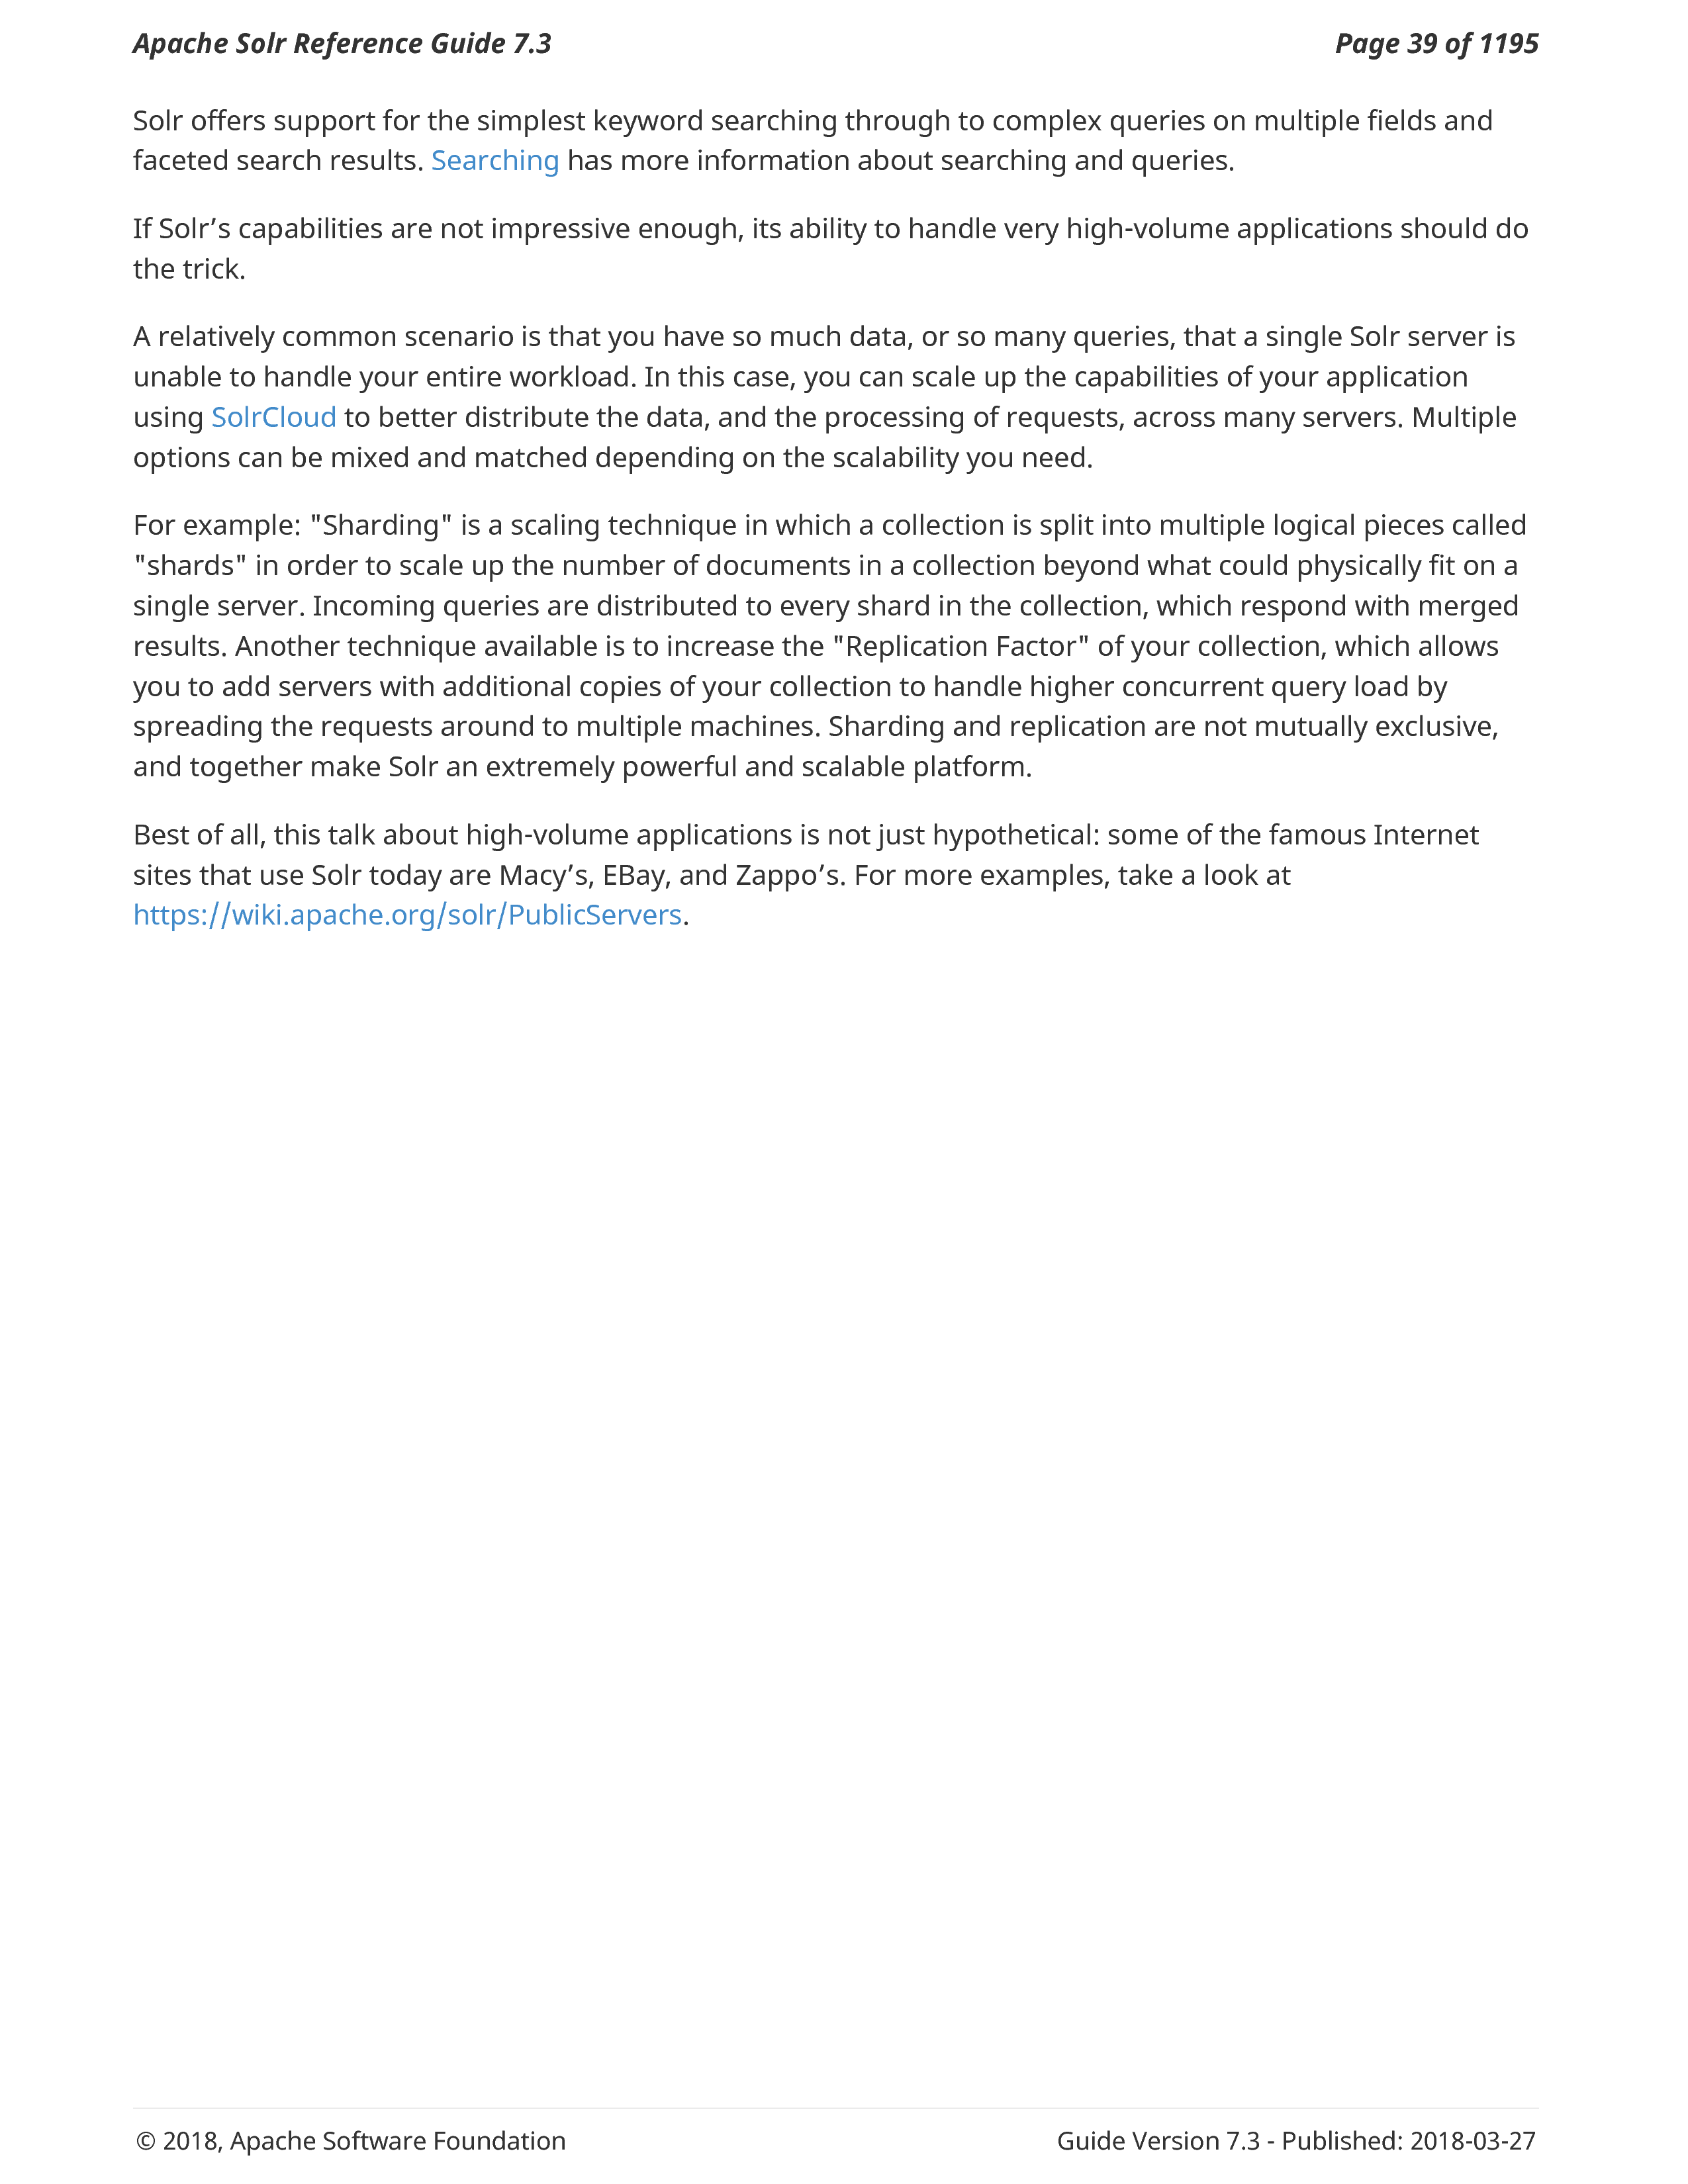 Apache Solr Reference Guide 7.3 Page 39 of 1195
Solr offers support for the simplest keyword searching through to complex queries on multiple fields and
faceted search results. Searching has more information about searching and queries.
If Solr’s capabilities are not impressive enough, its ability to handle very high-volume applications should do
the trick.
A relatively common scenario is that you have so much data, or so many queries, that a single Solr server is
unable to handle your entire workload. In this case, you can scale up the capabilities of your application
using SolrCloud to better distribute the data, and the processing of requests, across many servers. Multiple
options can be mixed and matched depending on the scalability you need.
For example: "Sharding" is a scaling technique in which a collection is split into multiple logical pieces called
"shards" in order to scale up the number of documents in a collection beyond what could physically fit on a
single server. Incoming queries are distributed to every shard in the collection, which respond with merged
results. Another technique available is to increase the "Replication Factor" of your collection, which allows
you to add servers with additional copies of your collection to handle higher concurrent query load by
spreading the requests around to multiple machines. Sharding and replication are not mutually exclusive,
and together make Solr an extremely powerful and scalable platform.
Best of all, this talk about high-volume applications is not just hypothetical: some of the famous Internet
sites that use Solr today are Macy’s, EBay, and Zappo’s. For more examples, take a look at
https://wiki.apache.org/solr/PublicServers.
© 2018, Apache Software Foundation Guide Version 7.3 - Published: 2018-03-27